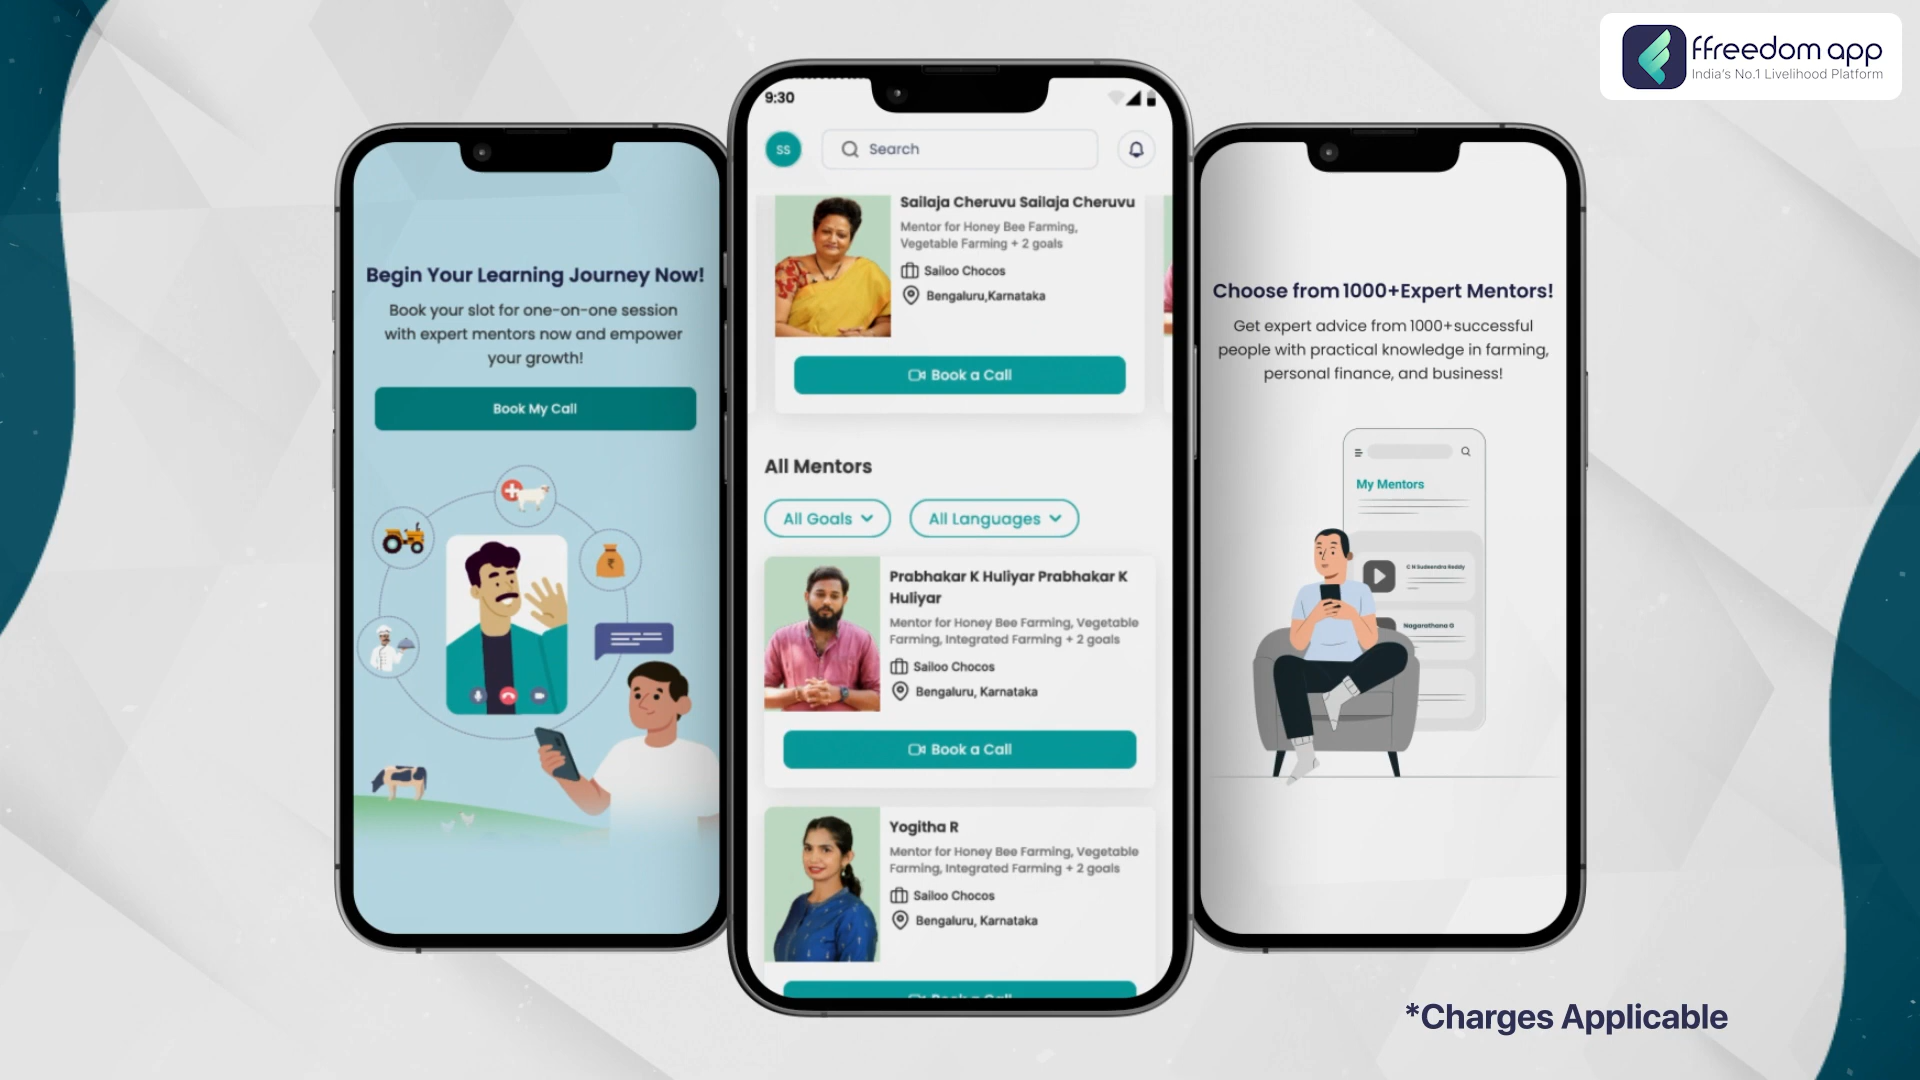 ffreedom app
India's No.1 Livelihood Platform
Begin Your Learning Journey Now!
Book your slot for one-on-one session
with expert mentors now and empower
your growth!
Book My Call
9:30
SS
Search
Sailaja Cheruvu Sailaja Cheruvu
Mentor for Honey Bee Farming,
Vegetable Farming + 2 goals
Sailoo Chocos
Bengaluru,Karnataka
Book a Call
All Mentors
All Goals
All Languages
Prabhakar K Huliyar Prabhakar K
Huliyar
Mentor for Honey Bee Farming, Vegetable
Farming, Integrated Farming + 2 goals
Sailoo Chocos
Bengaluru, Karnataka
Book a Call
Yogitha R
Mentor for Honey Bee Farming, Vegetable
Farming, Integrated Farming + 2 goals
Sailoo Chocos
Bengaluru, Karnataka
Book a Call
Choose from 1000+Expert Mentors!
Get expert advice from 1000+successful
people with practical knowledge in farming,
personal finance, and business!
My Mentors
C N Sudeendra Reddy
Nagarathana G
*Charges Applicable